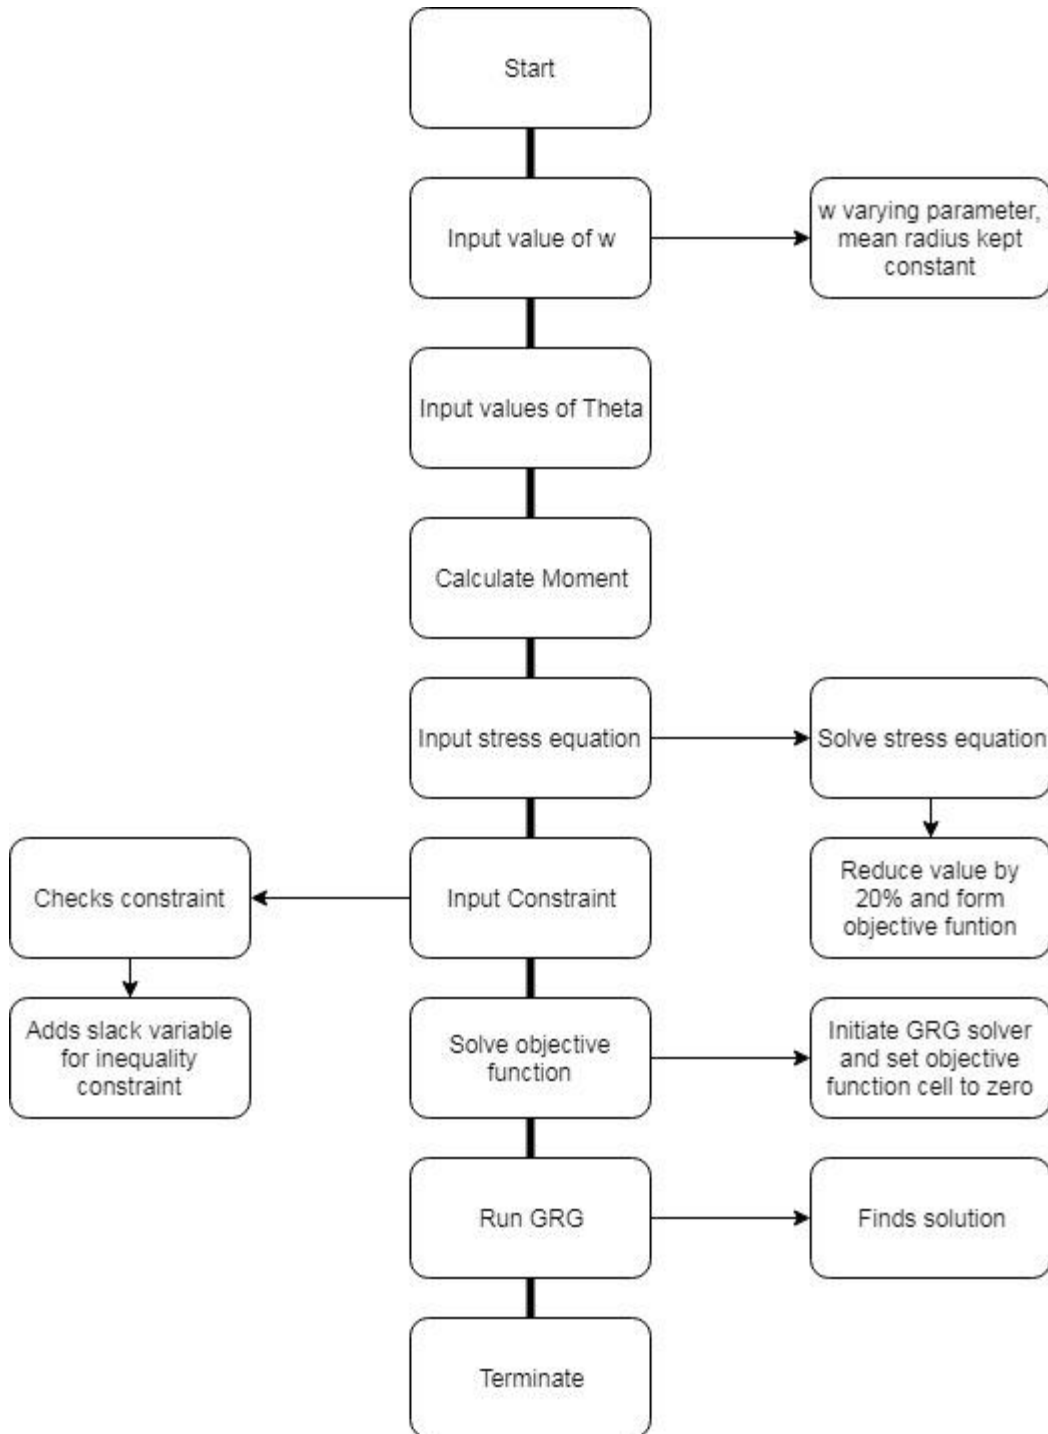 Start
Input value of w
w varying parameter,
mean radius kept
constant
Input values of Theta
Calculate Moment
Input stress equation
Solve stress equation
Checks constraint
Input Constraint
Reduce value by
20% and form
objective funtion
Adds slack variable
for inequality
constraint
Solve objective
function
Initiate GRG solver
and set objective
function cell to zero
Run GRG
Finds solution
Terminate